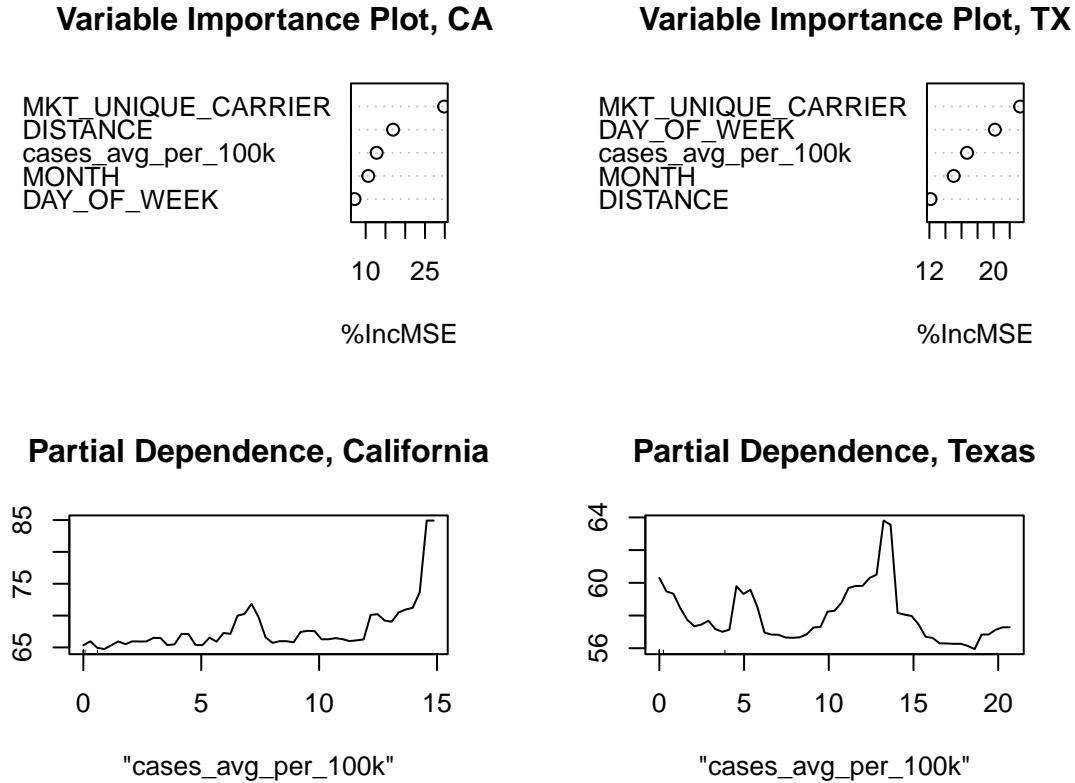 Variable Importance Plot, CA
MKT_UNIQUE_CARRIER
DISTANCE
cases_avg_per_100k
MONTH
DAY_OF_WEEK
10 25
%IncMSE
Variable Importance Plot, TX
MKT_UNIQUE_CARRIER
DAY_OF_WEEK
cases_avg_per_100k
MONTH
DISTANCE
12 20
%IncMSE
Partial Dependence, California
85
75
65
0 5 10 15
"cases_avg_per_100k"
Partial Dependence, Texas
64
60
56
0 5 10 15 20
"cases_avg_per_100k"